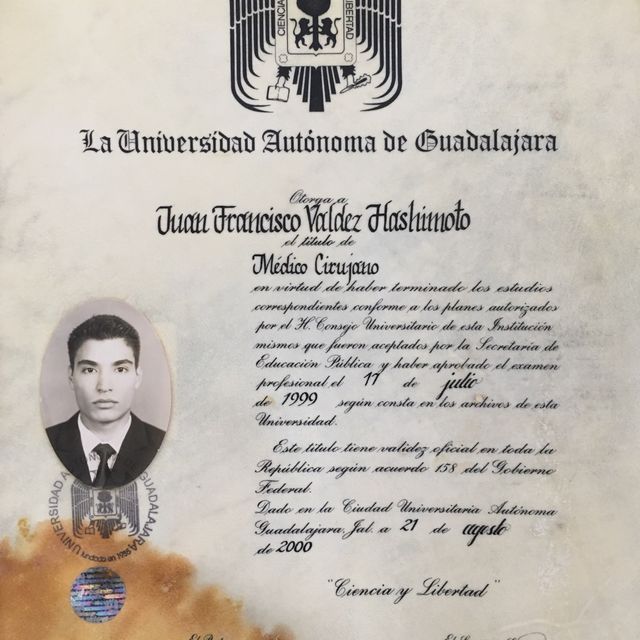 CIENCIA Y LIBERTAD
La Universidad Autónoma de Guadalajara
Otorga a
Juan Francisco Valdez Hashimoto
el título de
Médico Cirujano
en virtud de haber terminado los estudios
correspondientes conforme a los planes autorizados
por el H. Consejo Universitario de esta Institución
mismos que fueron aceptados por la Secretaría de
Educación Pública y haber aprobado el examen
profesional el 17 de julio
de 1999 según consta en los archivos de esta
Universidad.
Este título tiene validez oficial en toda la
República según acuerdo 158 del Gobierno
Federal.
Dado en la Ciudad Universitaria Autónoma
Guadalajara, Jal. a 21 de agosto
de 2000
"Ciencia y Libertad"
UNIVERSIDAD A
GUADALAJARA
fundada en 1935
El
El